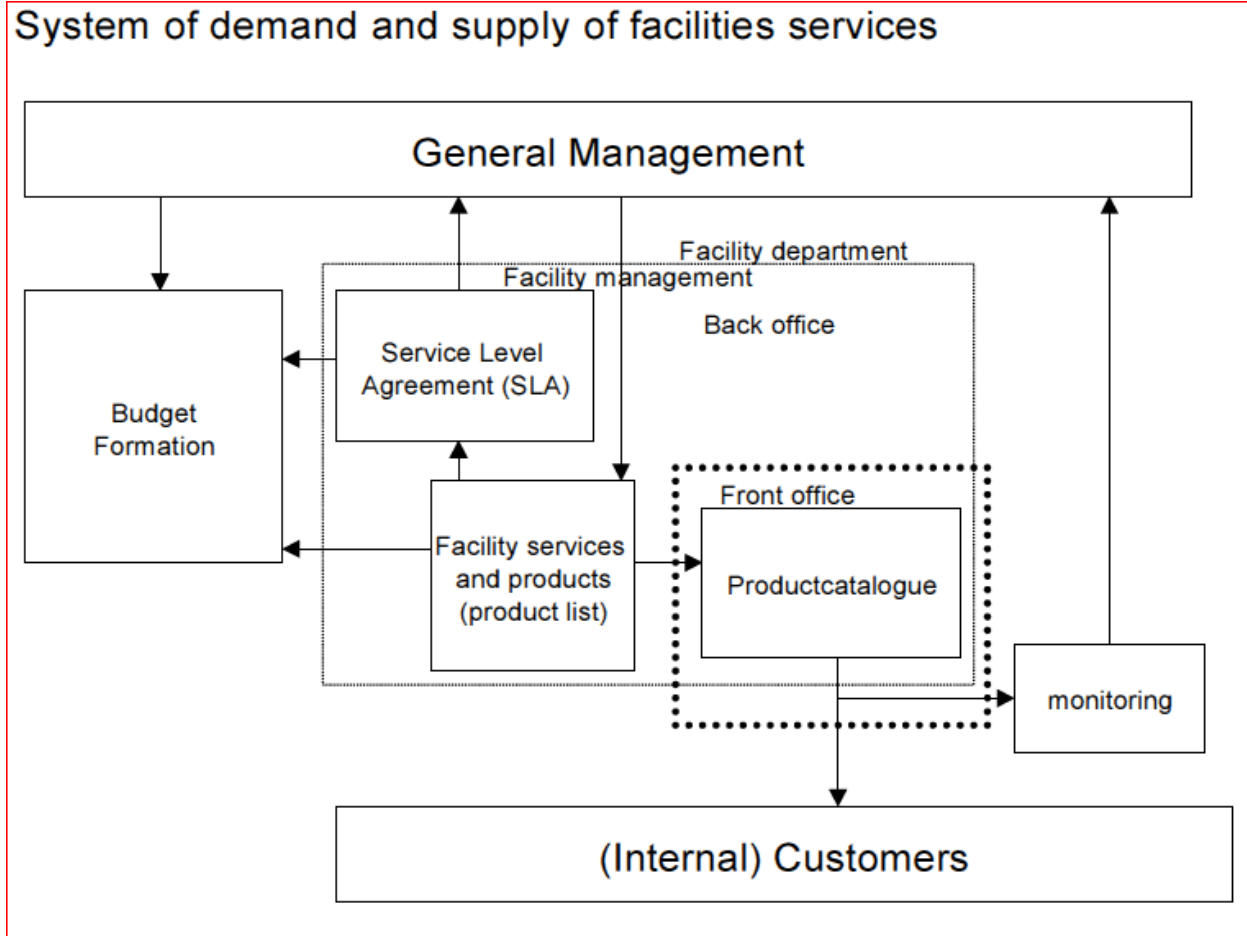 System of demand and supply of facilities services
General Management
Facility department
Facility management
Back office
Service Level
Agreement (SLA)
Budget
Formation
Front office
Facility services
and products
(product list)
Productcatalogue
monitoring
(Internal) Customers